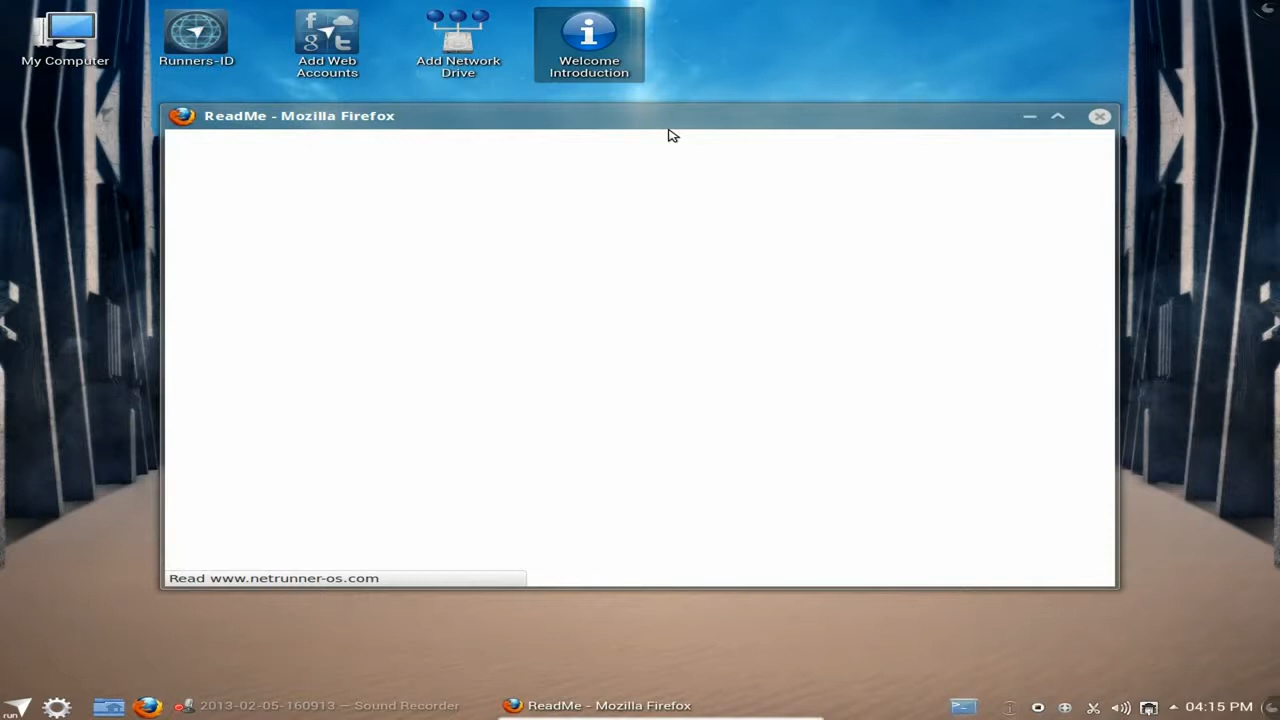 My Computer
Runners-ID
Add Web
Accounts
Add Network
Drive
Welcome
Introduction
ReadMe - Mozilla Firefox
Read www.netrunner-os.com
run
2013-02-05-160913 — Sound Recorder
ReadMe - Mozilla Firefox
04:15 PM